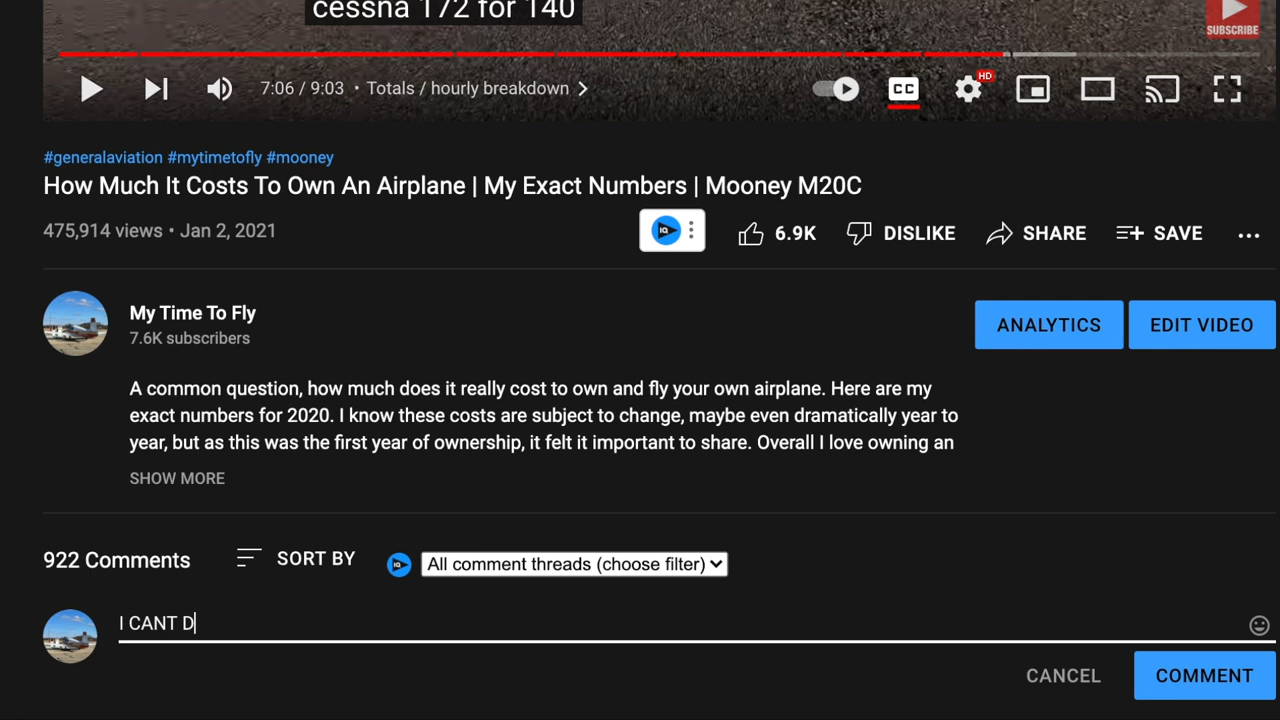 cessna 172 for 140
SUBSCRIBE
7:06 / 9:03 • Totals / hourly breakdown
CC
HD
#generalaviation #mytimetofly #mooney
How Much It Costs To Own An Airplane | My Exact Numbers | Mooney M20C
475,914 views • Jan 2, 2021
IQ
6.9K
DISLIKE
SHARE
SAVE
My Time To Fly
7.6K subscribers
ANALYTICS
EDIT VIDEO
A common question, how much does it really cost to own and fly your own airplane. Here are my
exact numbers for 2020. I know these costs are subject to change, maybe even dramatically year to
year, but as this was the first year of ownership, it felt it important to share. Overall I love owning an
SHOW MORE
922 Comments
SORT BY
IQ
All comment threads (choose filter)
I CANT D
CANCEL
COMMENT